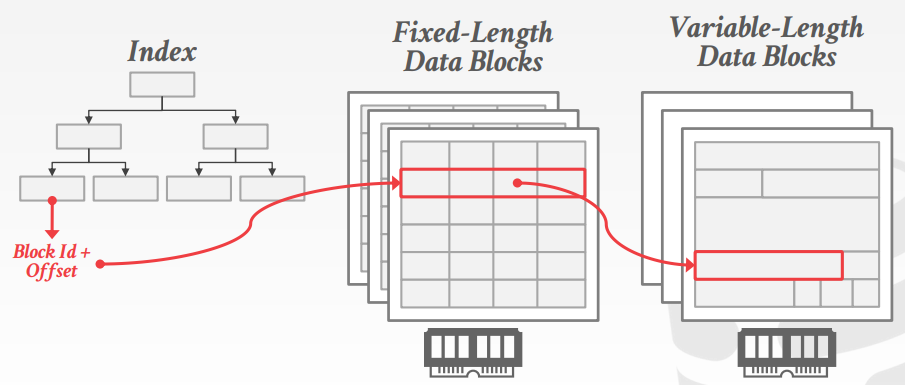 Index
Fixed-Length
Data Blocks
Variable-Length
Data Blocks
Block Id +
Offset